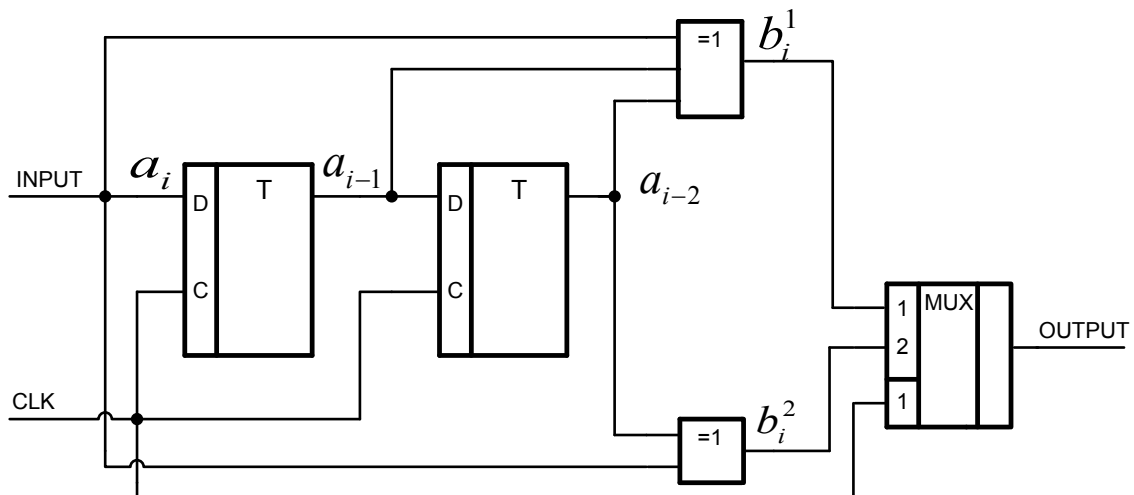 =1
b_i^1
INPUT
a_i
T
a_{i-1}
T
a_{i-2}
D
D
C
C
1
MUX
2
OUTPUT
CLK
1
=1
b_i^2